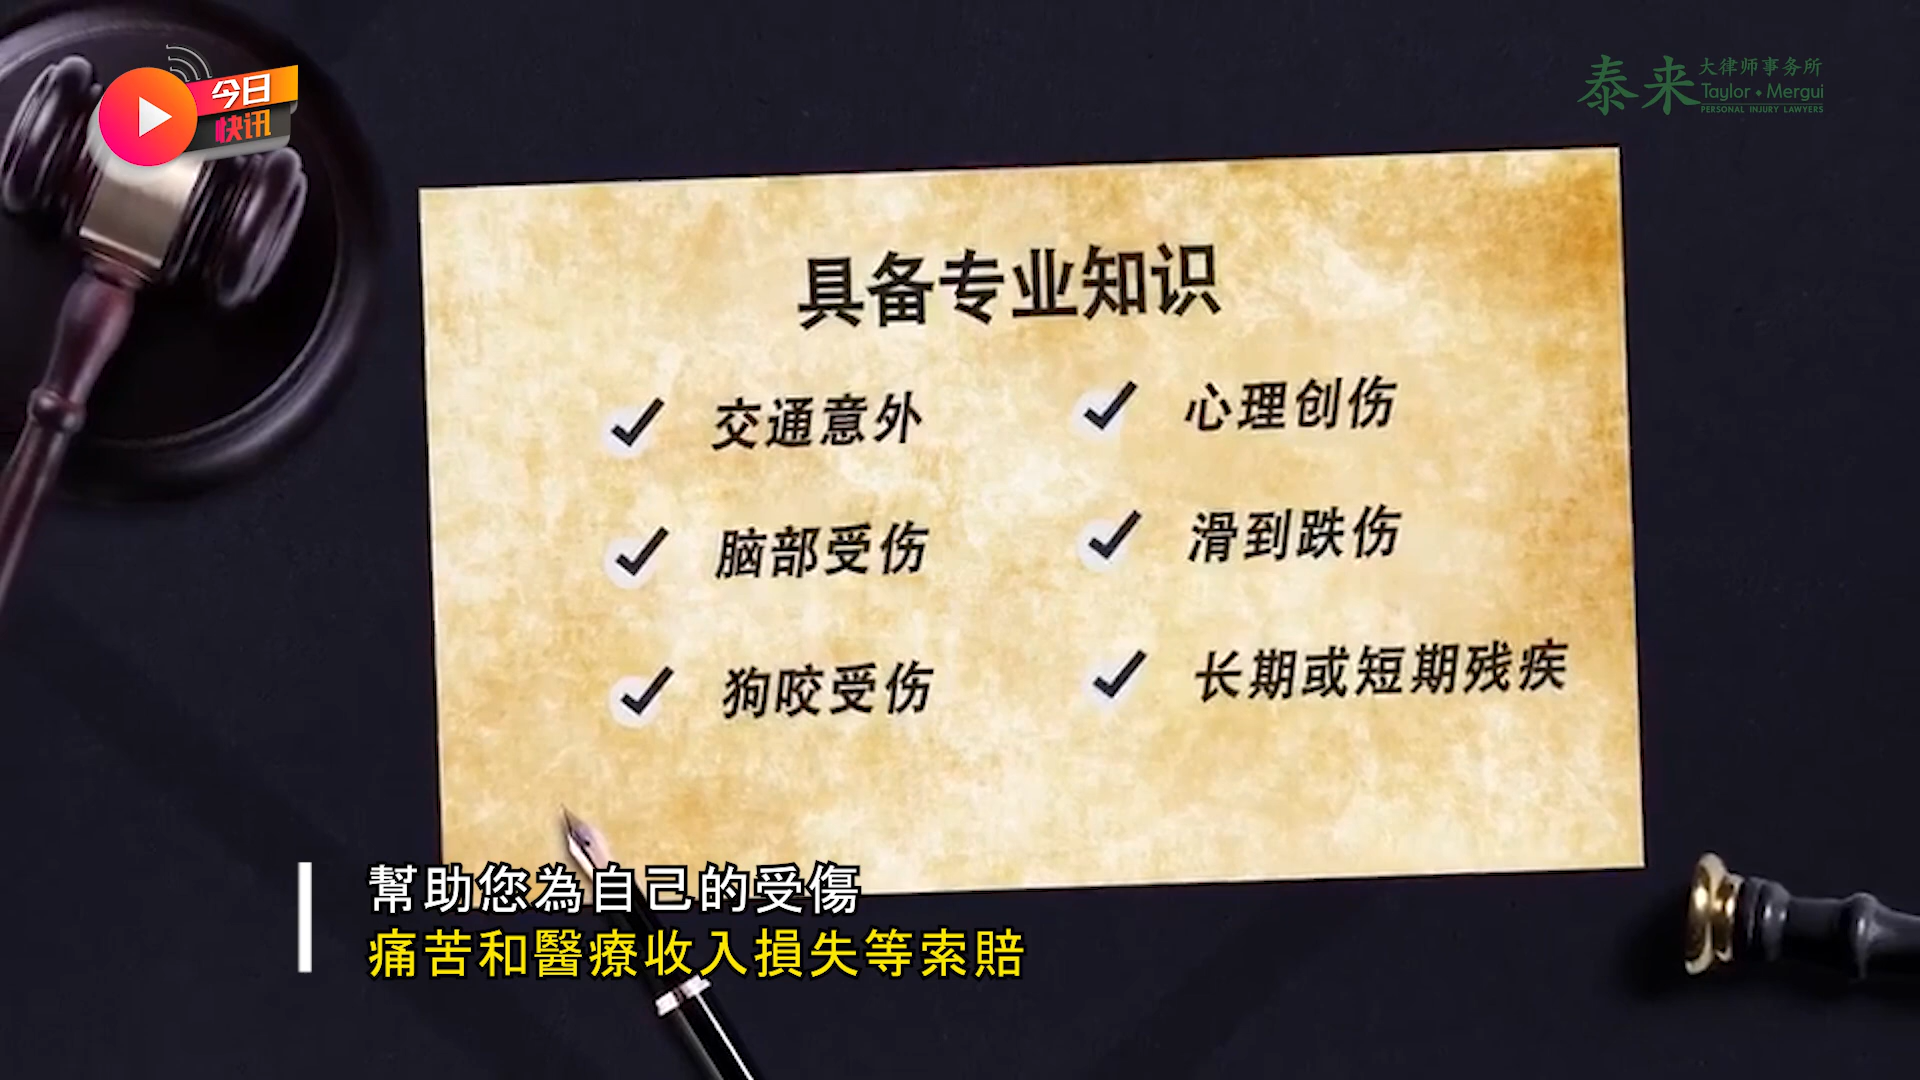 今日
快讯
泰来
大律师事务所
Taylor • Mergui
PERSONAL INJURY LAWYERS
具备专业知识
交通意外
心理创伤
脑部受伤
滑到跌伤
狗咬受伤
长期或短期残疾
幫助您為自己的受傷
痛苦和醫療收入損失等索賠